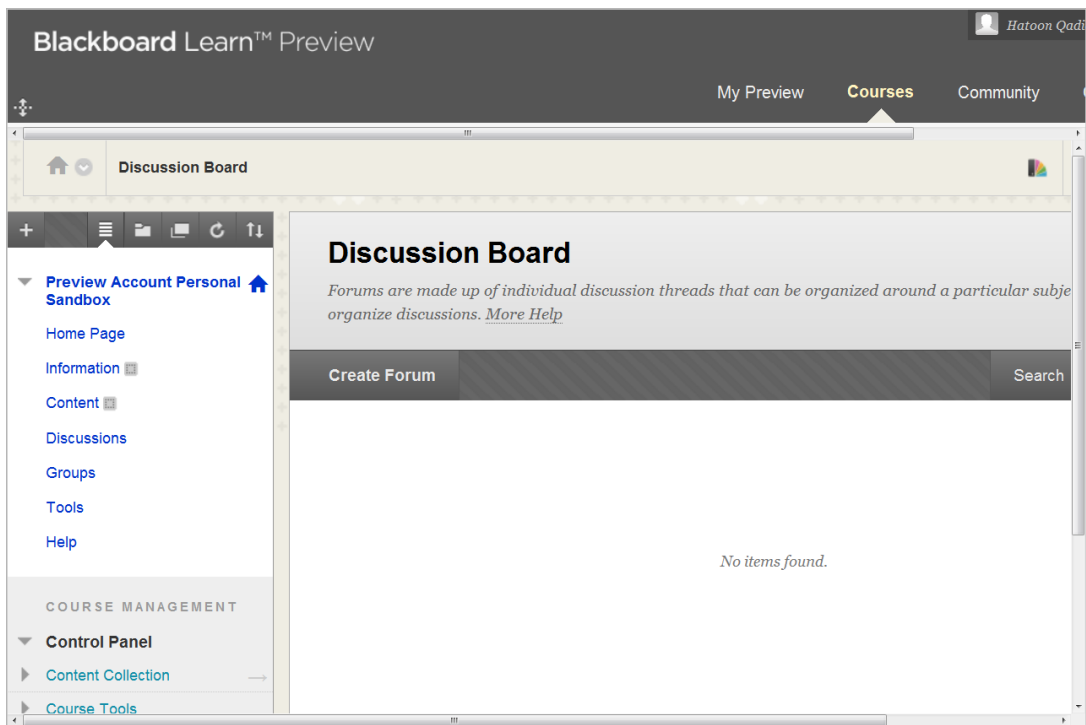 Hatoon Qadi
Blackboard Learn™ Preview
My Preview
Courses
Community
Discussion Board
Preview Account Personal
Sandbox
Home Page
Information
Content
Discussions
Groups
Tools
Help
COURSE MANAGEMENT
Control Panel
Content Collection
Course Tools
Discussion Board
Forums are made up of individual discussion threads that can be organized around a particular subje
organize discussions. More Help
Create Forum
Search
No items found.